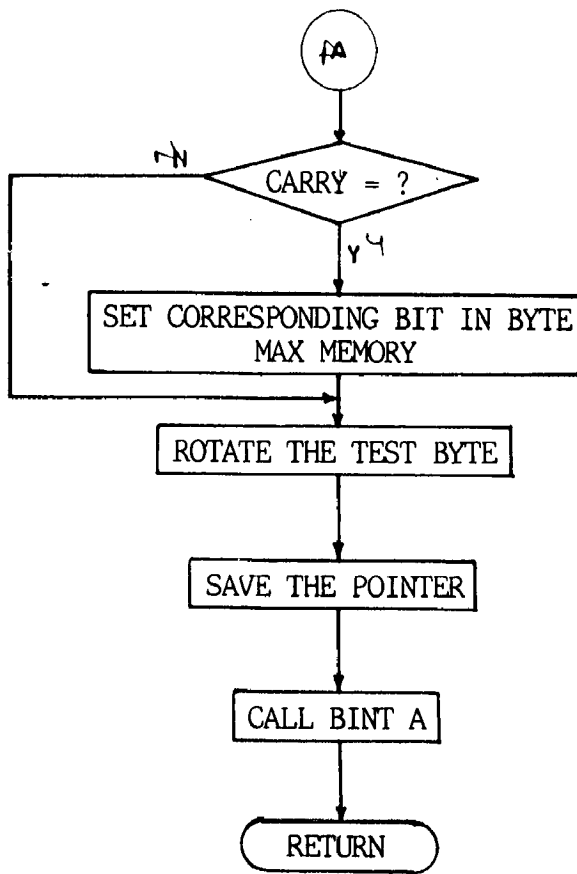 N
CARRY = ?
Y
SET CORRESPONDING BIT IN BYTE
MAX MEMORY
ROTATE THE TEST BYTE
SAVE THE POINTER
CALL BINT A
RETURN